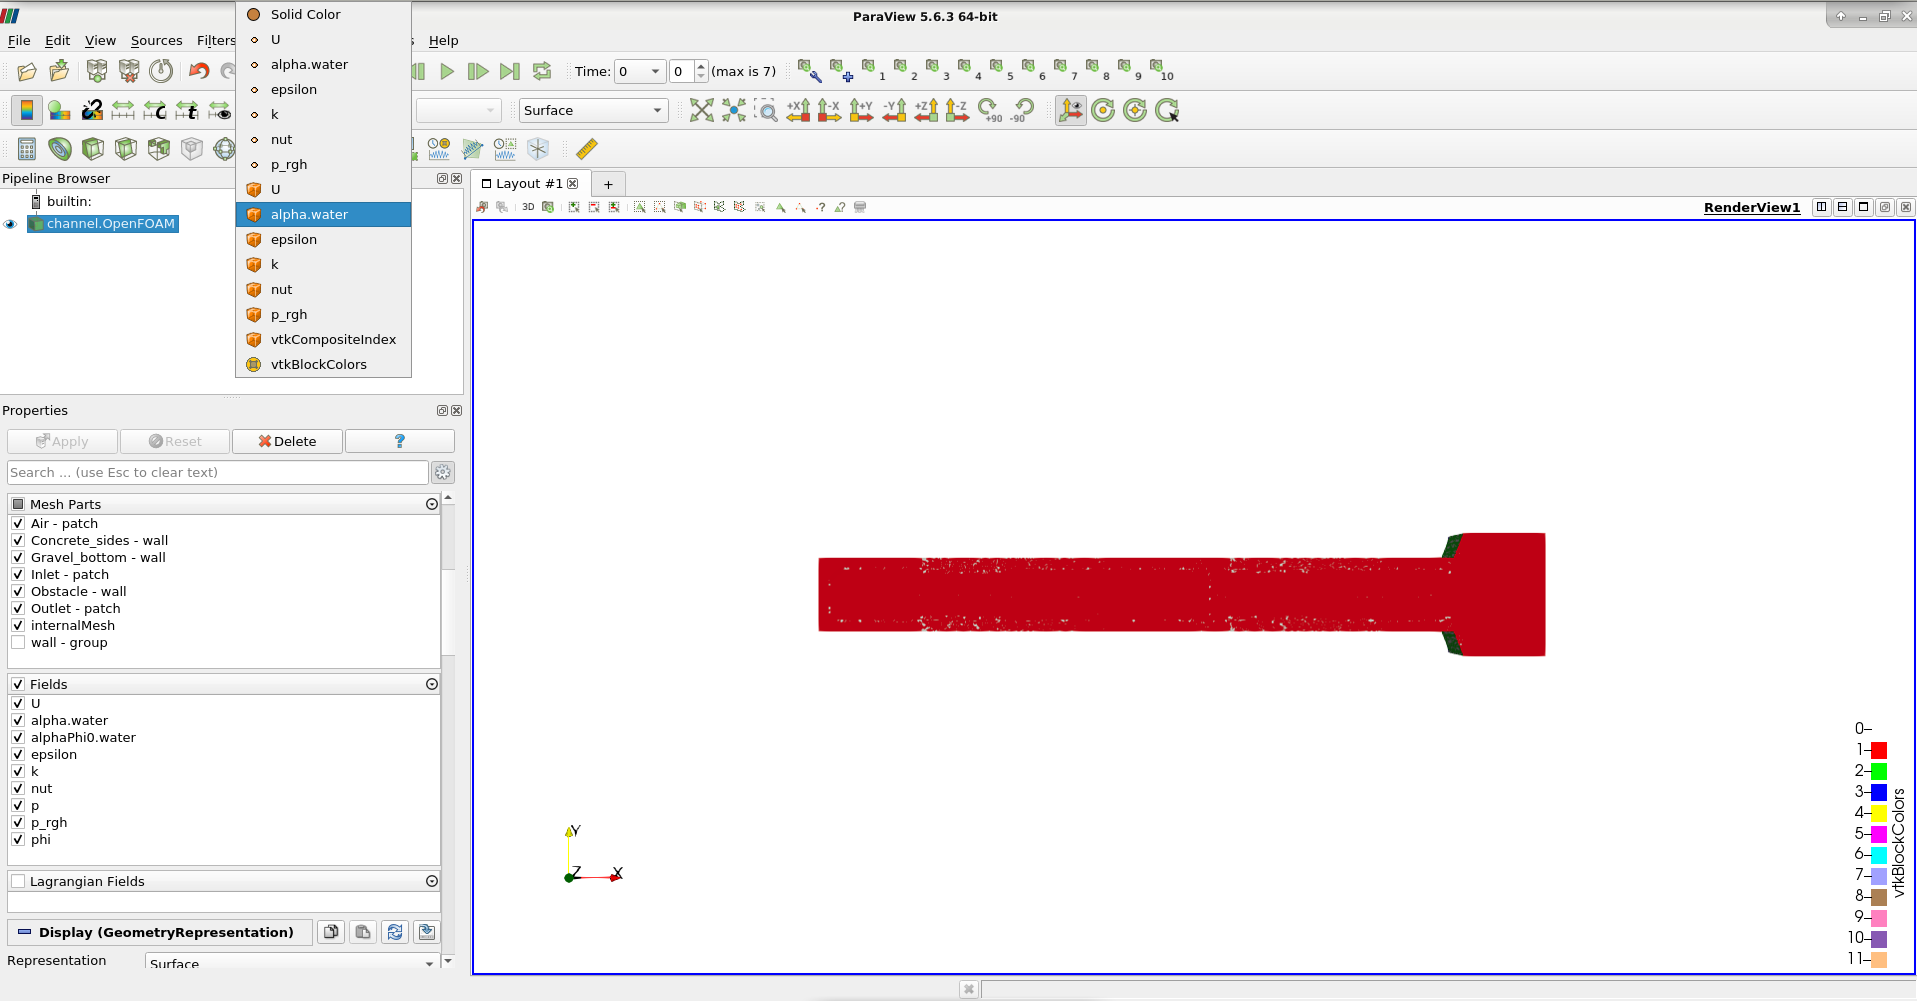 ParaView 5.6.3 64-bit
File Edit View Sources Filters Help
Solid Color
U
alpha.water
epsilon
k
nut
p_rgh
U
alpha.water
epsilon
k
nut
p_rgh
vtkCompositeIndex
vtkBlockColors
Time: 0 0 (max is 7) 1 2 3 4 5 6 7 8 9 10
Surface +X -X +Y -Y +Z -Z +90 -90
Pipeline Browser
builtin:
channel.OpenFOAM
Layout #1 +
3D
RenderView1
Properties
Apply Reset Delete ?
Search ... (use Esc to clear text)
Mesh Parts
Air - patch
Concrete_sides - wall
Gravel_bottom - wall
Inlet - patch
Obstacle - wall
Outlet - patch
internalMesh
wall - group
Fields
U
alpha.water
alphaPhi0.water
epsilon
k
nut
p
p_rgh
phi
Lagrangian Fields
Display (GeometryRepresentation)
Representation Surface
Y
Z X
0
1
2
3
4
5
6
7
8
9
10
11
vtkBlockColors